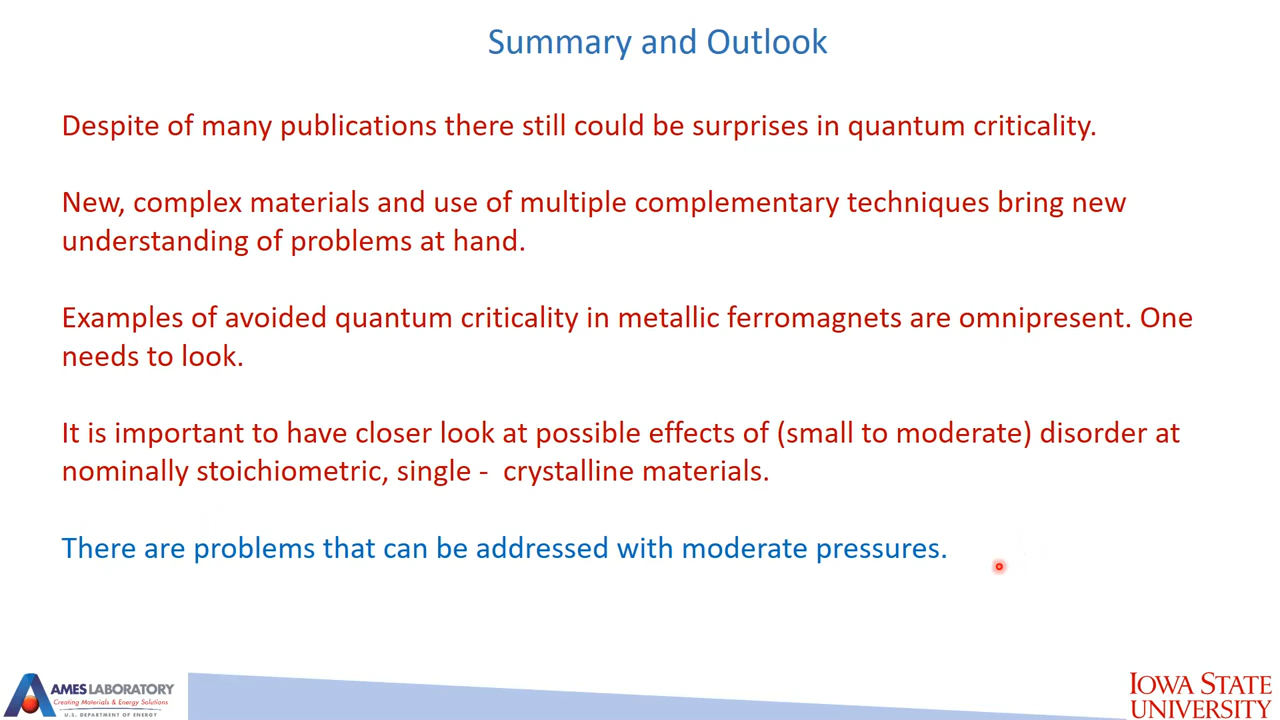 Summary and Outlook
Despite of many publications there still could be surprises in quantum criticality.
New, complex materials and use of multiple complementary techniques bring new
understanding of problems at hand.
Examples of avoided quantum criticality in metallic ferromagnets are omnipresent. One
needs to look.
It is important to have closer look at possible effects of (small to moderate) disorder at
nominally stoichiometric, single - crystalline materials.
There are problems that can be addressed with moderate pressures.
AMES LABORATORY
Creating Materials & Energy Solutions
U.S. DEPARTMENT OF ENERGY
IOWA STATE
UNIVERSITY